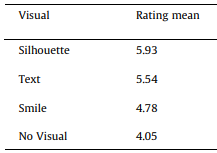 Visual Rating mean
Silhouette 5.93
Text 5.54
Smile 4.78
No Visual 4.05